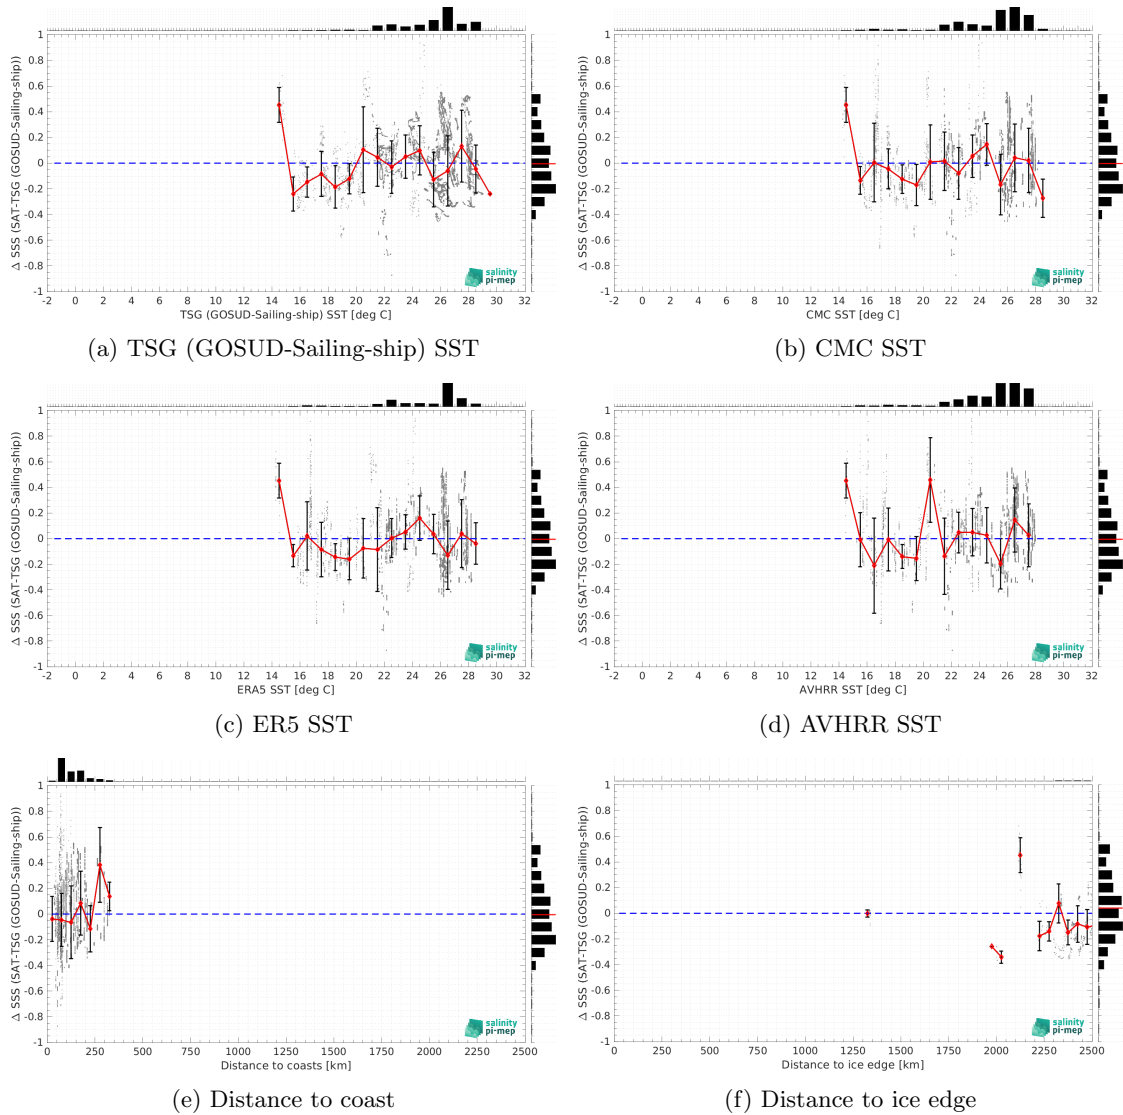 1
0.8
0.6
0.4
0.2
0
-0.2
-0.4
-0.6
-0.8
-1
Δ SSS (SAT-TSG (GOSUD-Sailing-ship))
salinity
pi-mep
-2 0 2 4 6 8 10 12 14 16 18 20 22 24 26 28 30 32
TSG (GOSUD-Sailing-ship) SST [deg C]
(a) TSG (GOSUD-Sailing-ship) SST
1
0.8
0.6
0.4
0.2
0
-0.2
-0.4
-0.6
-0.8
-1
Δ SSS (SAT-TSG (GOSUD-Sailing-ship))
salinity
pi-mep
-2 0 2 4 6 8 10 12 14 16 18 20 22 24 26 28 30 32
CMC SST [deg C]
(b) CMC SST
1
0.8
0.6
0.4
0.2
0
-0.2
-0.4
-0.6
-0.8
-1
Δ SSS (SAT-TSG (GOSUD-Sailing-ship))
salinity
pi-mep
-2 0 2 4 6 8 10 12 14 16 18 20 22 24 26 28 30 32
ERA5 SST [deg C]
(c) ER5 SST
1
0.8
0.6
0.4
0.2
0
-0.2
-0.4
-0.6
-0.8
-1
Δ SSS (SAT-TSG (GOSUD-Sailing-ship))
salinity
pi-mep
-2 0 2 4 6 8 10 12 14 16 18 20 22 24 26 28 30 32
AVHRR SST [deg C]
(d) AVHRR SST
1
0.8
0.6
0.4
0.2
0
-0.2
-0.4
-0.6
-0.8
-1
Δ SSS (SAT-TSG (GOSUD-Sailing-ship))
salinity
pi-mep
0 250 500 750 1000 1250 1500 1750 2000 2250 2500
Distance to coasts [km]
(e) Distance to coast
1
0.8
0.6
0.4
0.2
0
-0.2
-0.4
-0.6
-0.8
-1
Δ SSS (SAT-TSG (GOSUD-Sailing-ship))
salinity
pi-mep
0 250 500 750 1000 1250 1500 1750 2000 2250 2500
Distance to ice edge [km]
(f) Distance to ice edge